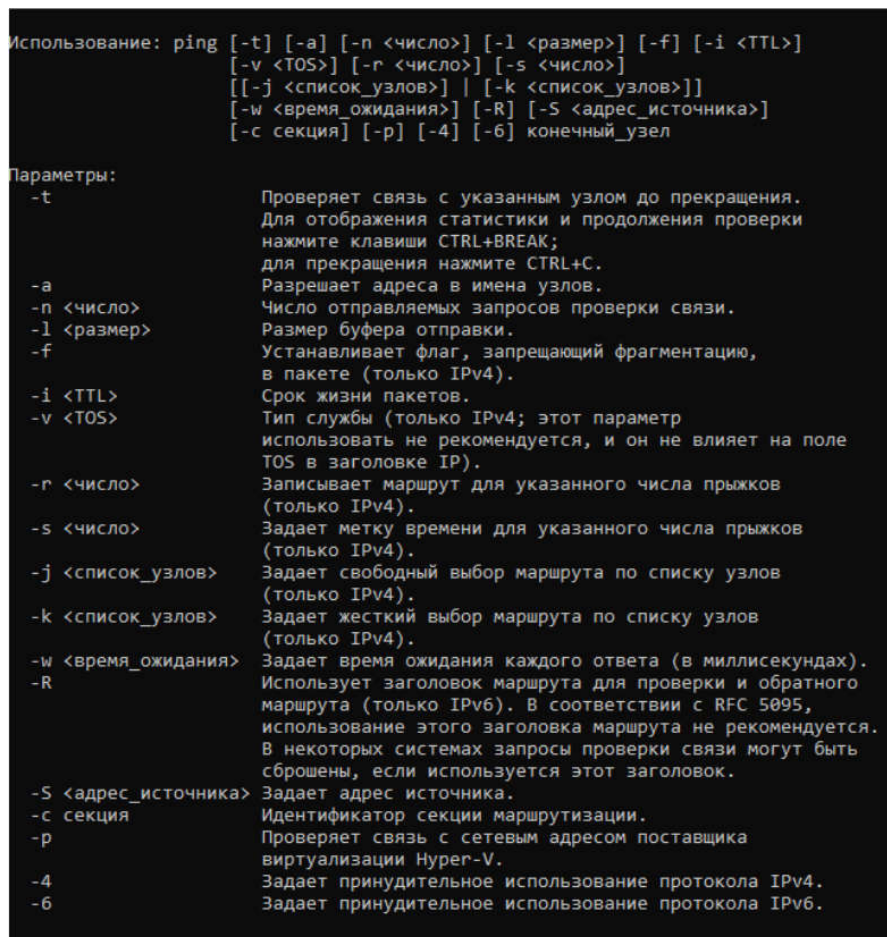 Использование: ping [-t] [-a] [-n <число>] [-l <размер>] [-f] [-i <TTL>]
[-v <TOS>] [-r <число>] [-s <число>]
[[-j <список_узлов>] | [-k <список_узлов>]]
[-w <время_ожидания>] [-R] [-S <адрес_источника>]
[-c секция] [-p] [-4] [-6] конечный_узел
Параметры:
-t Проверяет связь с указанным узлом до прекращения.
Для отображения статистики и продолжения проверки
нажмите клавиши CTRL+BREAK;
для прекращения нажмите CTRL+C.
-a Разрешает адреса в имена узлов.
-n <число> Число отправляемых запросов проверки связи.
-l <размер> Размер буфера отправки.
-f Устанавливает флаг, запрещающий фрагментацию,
в пакете (только IPv4).
-i <TTL> Срок жизни пакетов.
-v <TOS> Тип службы (только IPv4; этот параметр
использовать не рекомендуется, и он не влияет на поле
TOS в заголовке IP).
-r <число> Записывает маршрут для указанного числа прыжков
(только IPv4).
-s <число> Задает метку времени для указанного числа прыжков
(только IPv4).
-j <список_узлов> Задает свободный выбор маршрута по списку узлов
(только IPv4).
-k <список_узлов> Задает жесткий выбор маршрута по списку узлов
(только IPv4).
-w <время_ожидания> Задает время ожидания каждого ответа (в миллисекундах).
-R Использует заголовок маршрута для проверки и обратного
маршрута (только IPv6). В соответствии с RFC 5095,
использование этого заголовка маршрута не рекомендуется.
В некоторых системах запросы проверки связи могут быть
сброшены, если используется этот заголовок.
-S <адрес_источника> Задает адрес источника.
-c секция Идентификатор секции маршрутизации.
-p Проверяет связь с сетевым адресом поставщика
виртуализации Hyper-V.
-4 Задает принудительное использование протокола IPv4.
-6 Задает принудительное использование протокола IPv6.